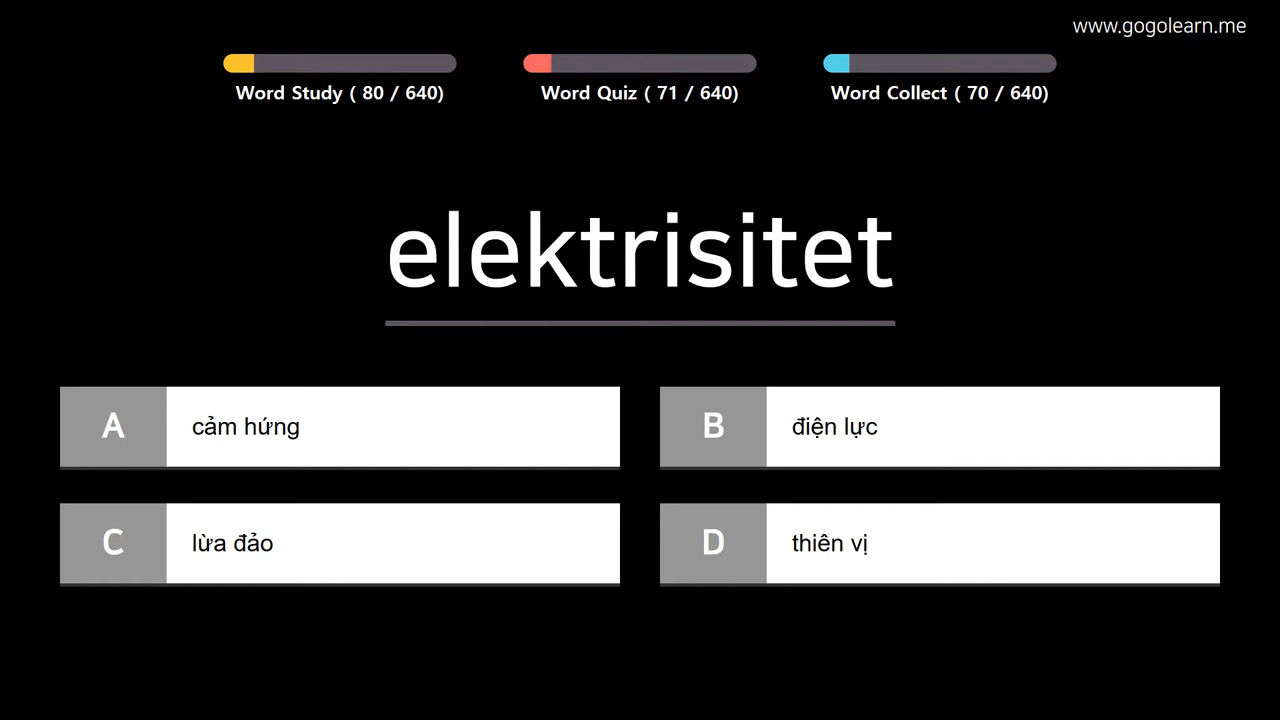 www.gogolearn.me
Word Study ( 80 / 640)
Word Quiz ( 71 / 640)
Word Collect ( 70 / 640)
elektrisitet
A cảm hứng
B điện lực
C lừa đảo
D thiên vị